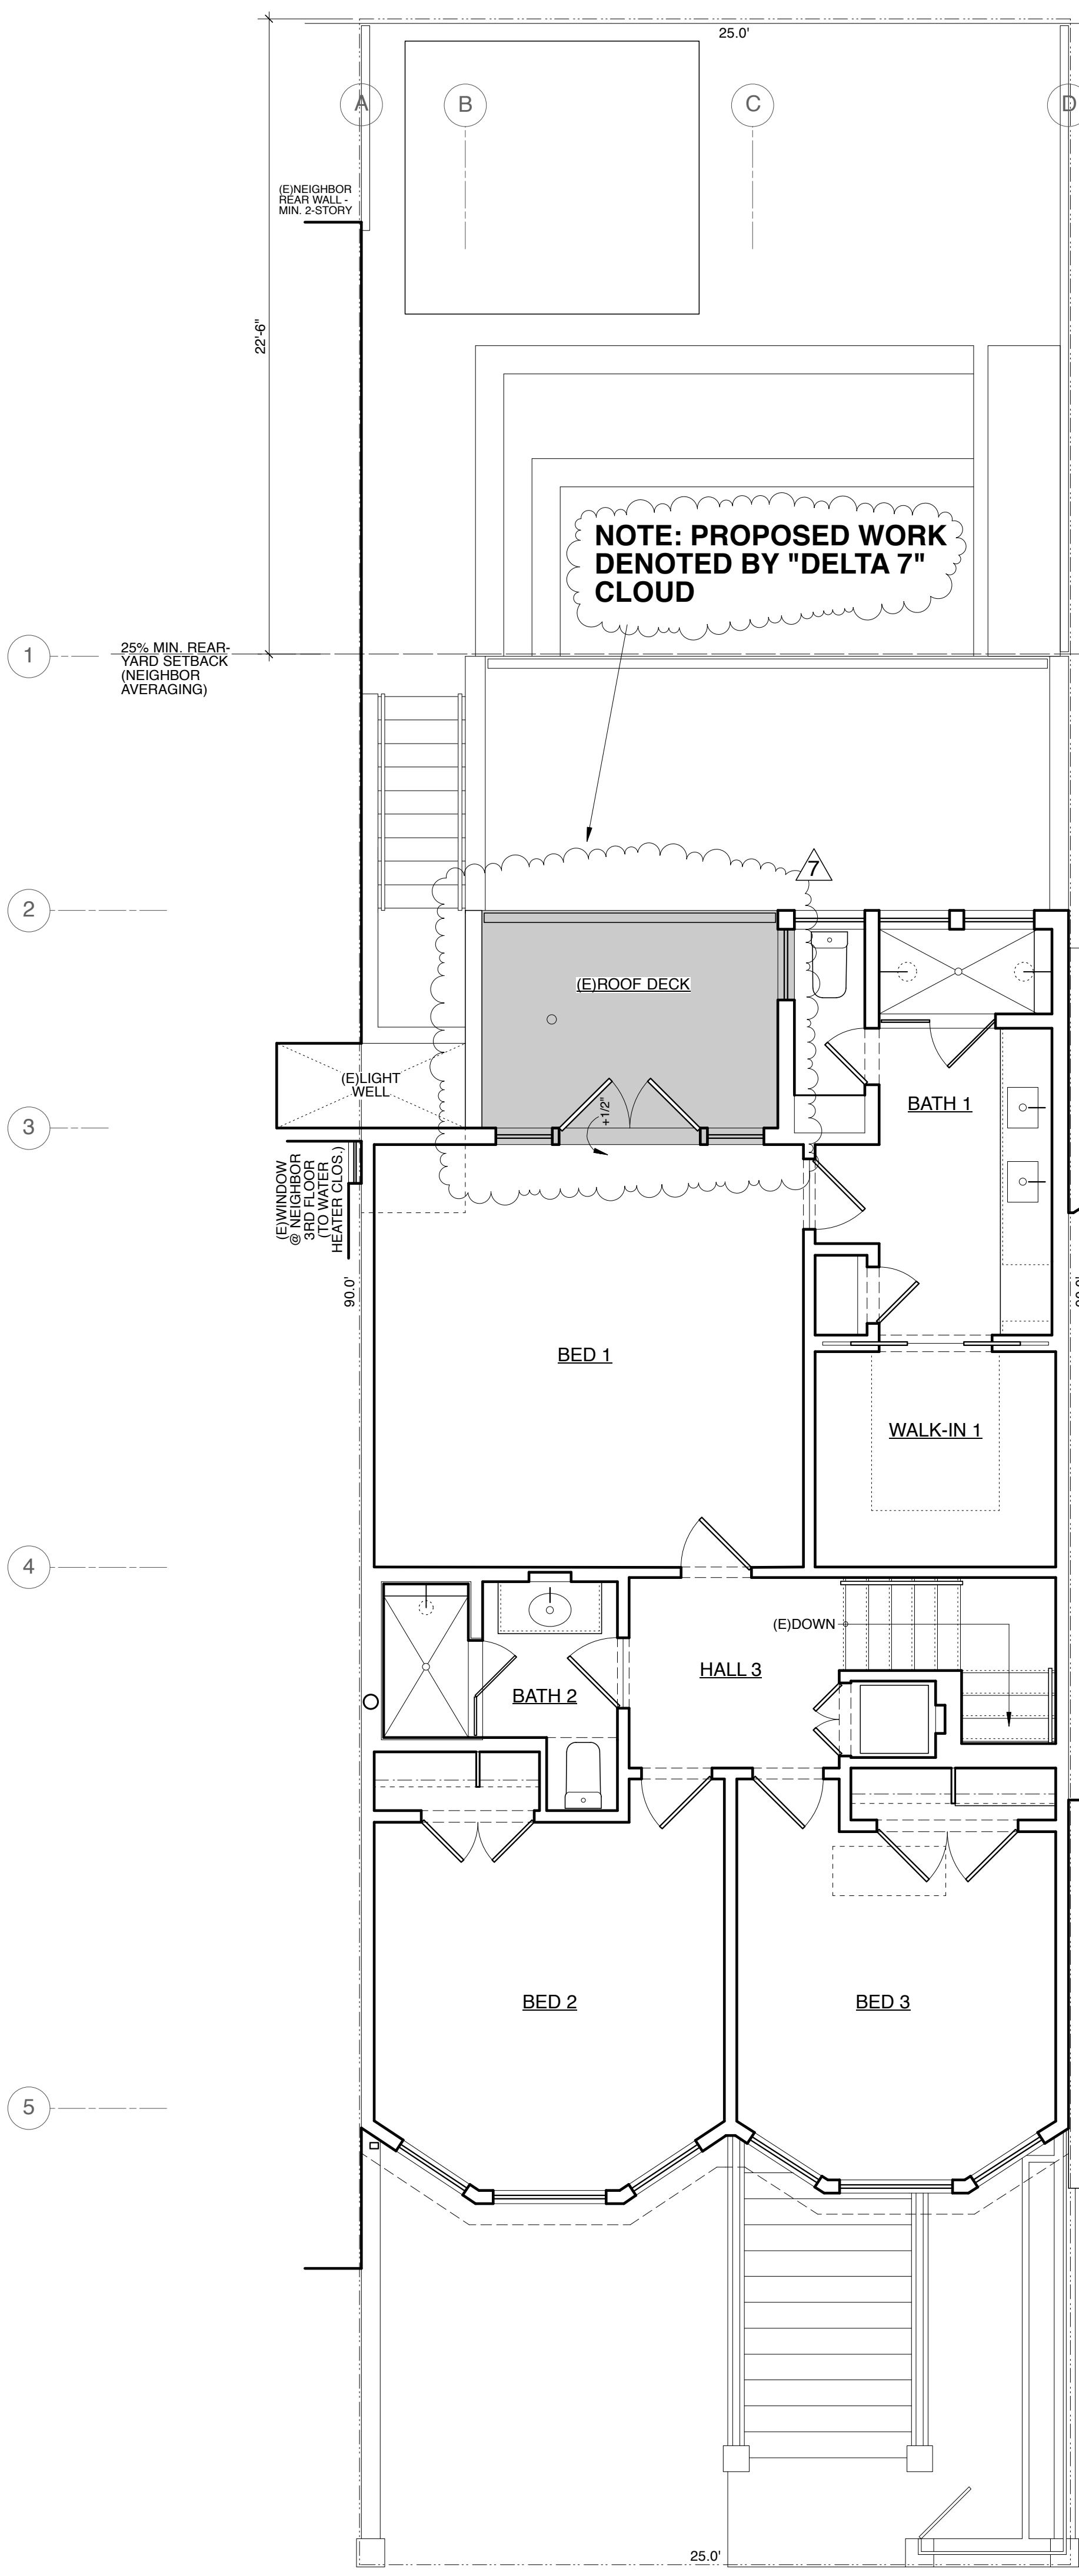 25.0'
A
B
C
D
(E)NEIGHBOR
REAR WALL -
MIN. 2-STORY
22'-6"
NOTE: PROPOSED WORK
DENOTED BY "DELTA 7"
CLOUD
1
25% MIN. REAR-
YARD SETBACK
(NEIGHBOR
AVERAGING)
7
2
(E)ROOF DECK
(E)LIGHT
WELL
+1/2"
BATH 1
3
(E)WINDOW
@ NEIGHBOR
3RD FLOOR
(TO WATER
HEATER CLOS.)
90.0'
BED 1
WALK-IN 1
4
(E)DOWN
HALL 3
BATH 2
BED 2
BED 3
5
25.0'